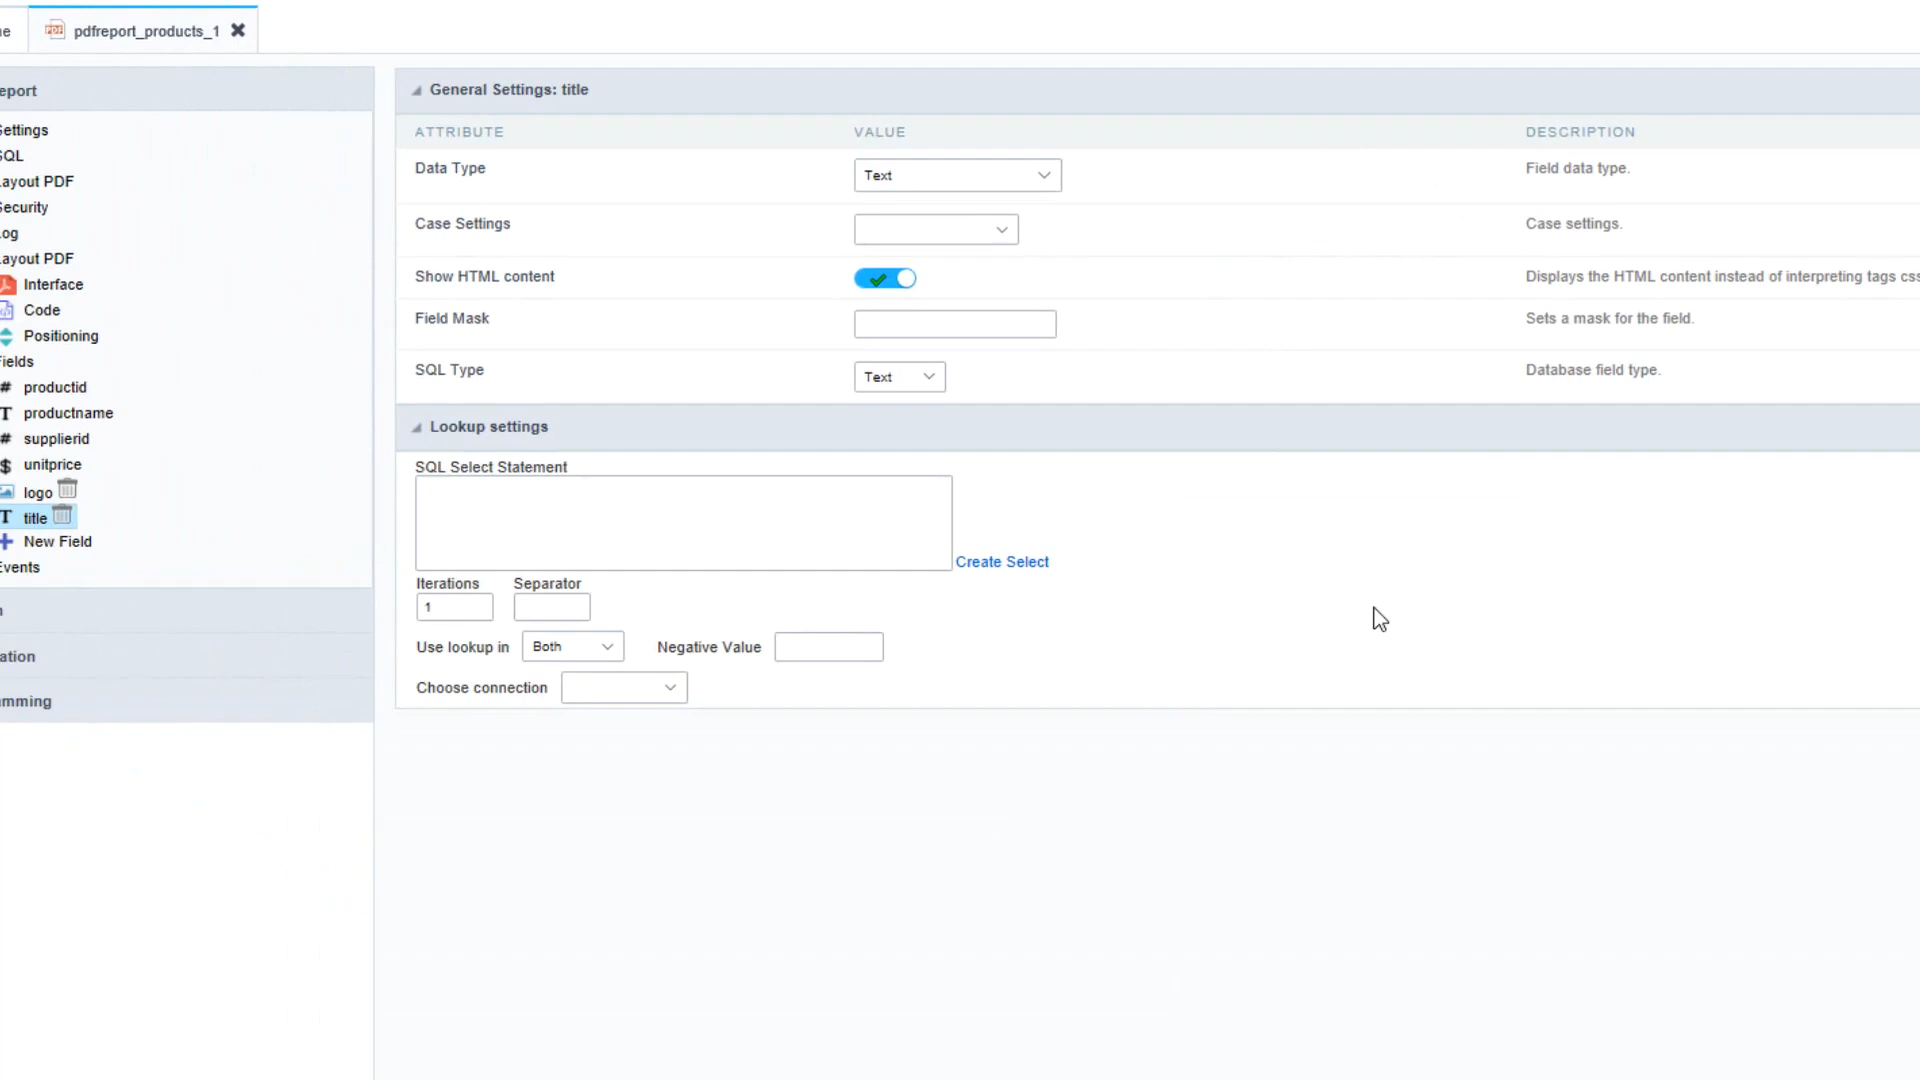 e
pdfreport_products_1
eport
Settings
SQL
Layout PDF
Security
Log
Layout PDF
Interface
Code
Positioning
Fields
# productid
T productname
# supplierid
$ unitprice
logo
T title
New Field
Events
n
ation
mming
General Settings: title
ATTRIBUTE VALUE DESCRIPTION
Data Type Text Field data type.
Case Settings Case settings.
Show HTML content Displays the HTML content instead of interpreting tags css
Field Mask Sets a mask for the field.
SQL Type Text Database field type.
Lookup settings
SQL Select Statement
Create Select
Iterations Separator
1
Use lookup in Both Negative Value
Choose connection